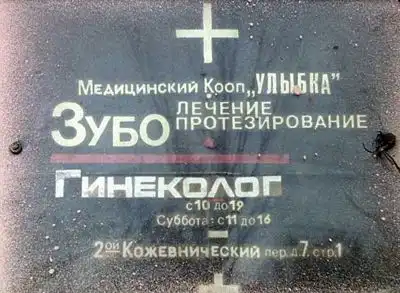 Медицинский Кооп „УЛЫБКА"
ЗУБО ЛЕЧЕНИЕ
ПРОТЕЗИРОВАНИЕ
ГИНЕКОЛОГ
с 10 до 19
Суббота: с 11 до 16
2ой Кожевнический пер. д 7. стр. 1